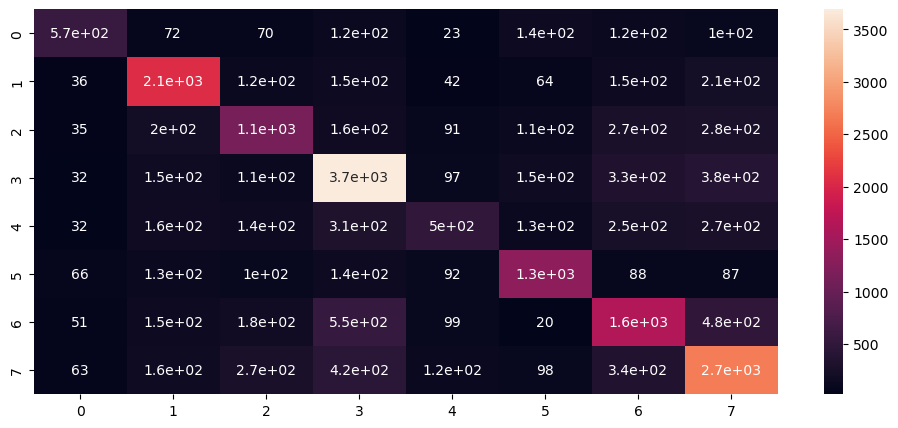 0 5.7e+02 72 70 1.2e+02 23 1.4e+02 1.2e+02 1e+02
1 36 2.1e+03 1.2e+02 1.5e+02 42 64 1.5e+02 2.1e+02
2 35 2e+02 1.1e+03 1.6e+02 91 1.1e+02 2.7e+02 2.8e+02
3 32 1.5e+02 1.1e+02 3.7e+03 97 1.5e+02 3.3e+02 3.8e+02
4 32 1.6e+02 1.4e+02 3.1e+02 5e+02 1.3e+02 2.5e+02 2.7e+02
5 66 1.3e+02 1e+02 1.4e+02 92 1.3e+03 88 87
6 51 1.5e+02 1.8e+02 5.5e+02 99 20 1.6e+03 4.8e+02
7 63 1.6e+02 2.7e+02 4.2e+02 1.2e+02 98 3.4e+02 2.7e+03
0 1 2 3 4 5 6 7
3500
3000
2500
2000
1500
1000
500